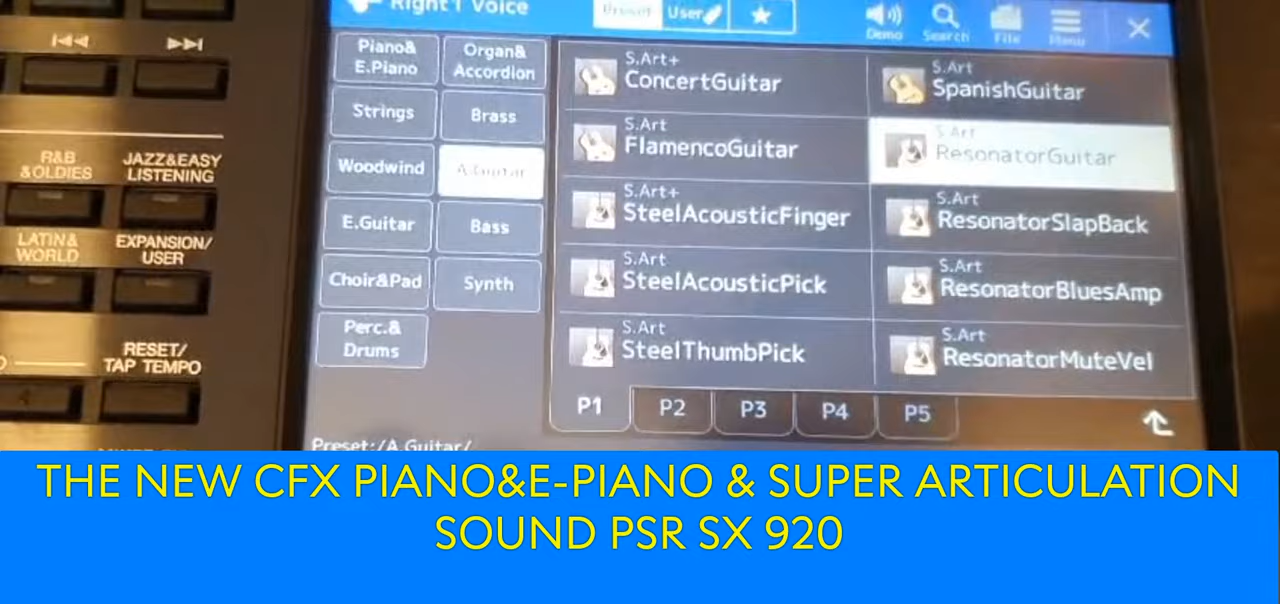 Right1 Voice
Preset
User
Demo
Search
File
Menu
R&B
&OLDIES
JAZZ&EASY
LISTENING
LATIN&
WORLD
EXPANSION/
USER
RESET/
TAP TEMPO
Piano&
E.Piano
Organ&
Accordion
Strings
Brass
Woodwind
A.Guitar
E.Guitar
Bass
Choir&Pad
Synth
Perc.&
Drums
S.Art+
ConcertGuitar
S.Art
SpanishGuitar
S.Art
FlamencoGuitar
S.Art
ResonatorGuitar
S.Art+
SteelAcousticFinger
S.Art
ResonatorSlapBack
S.Art
SteelAcousticPick
S.Art
ResonatorBluesAmp
S.Art
SteelThumbPick
S.Art
ResonatorMuteVel
P1
P2
P3
P4
P5
Preset:/A.Guitar/
THE NEW CFX PIANO&E-PIANO & SUPER ARTICULATION
SOUND PSR SX 920